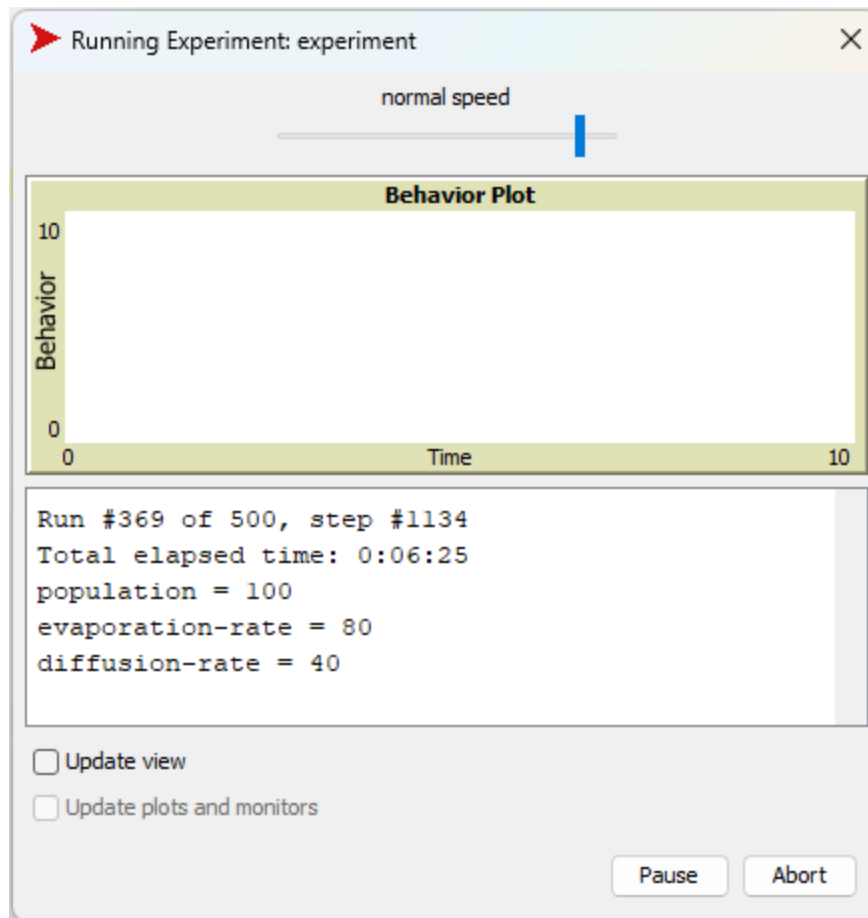 Running Experiment: experiment
normal speed
Behavior Plot
10
Behavior
0
0 Time 10
Run #369 of 500, step #1134
Total elapsed time: 0:06:25
population = 100
evaporation-rate = 80
diffusion-rate = 40
Update view
Update plots and monitors
Pause Abort